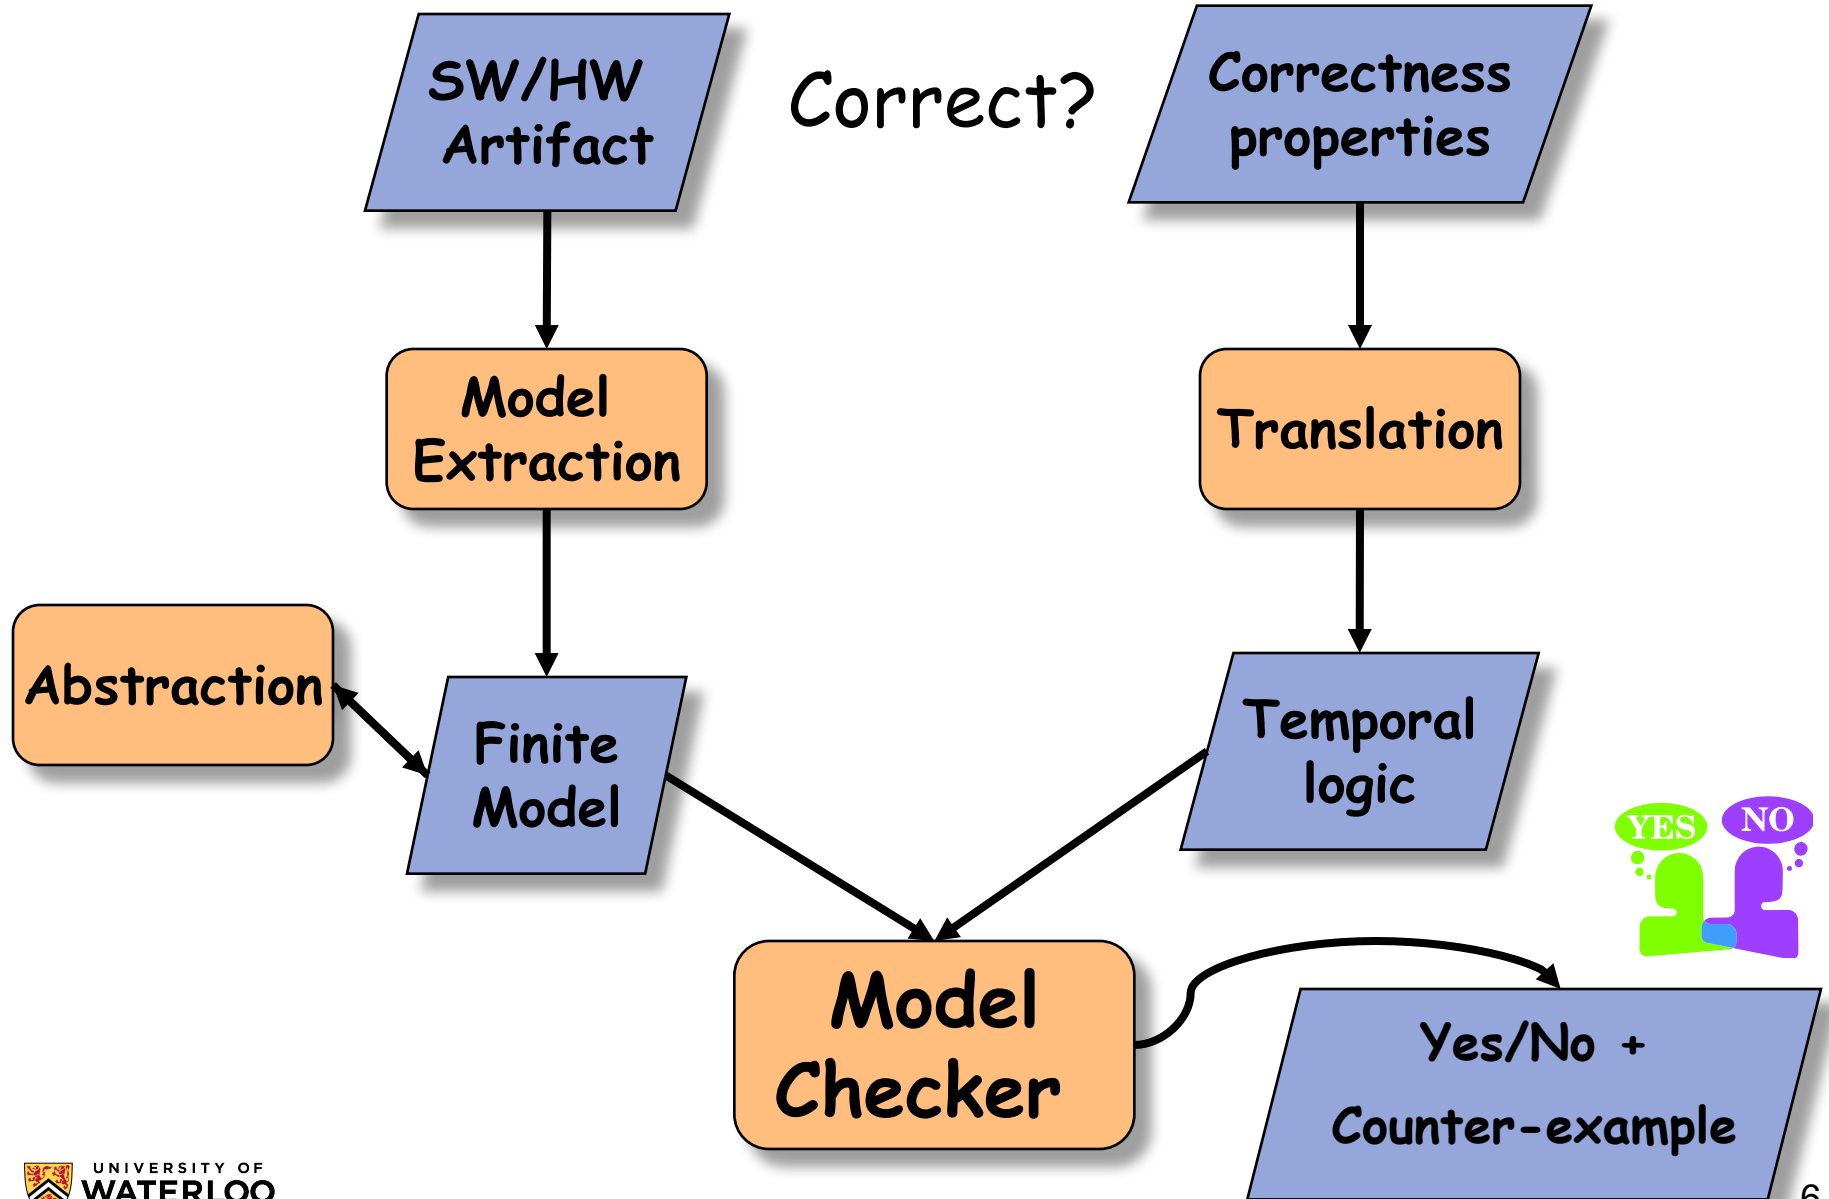 SW/HW
Artifact
Correct?
Correctness
properties
Model
Extraction
Translation
Abstraction
Finite
Model
Temporal
logic
YES
NO
Model
Checker
Yes/No +
Counter-example
UNIVERSITY OF
WATERLOO
6